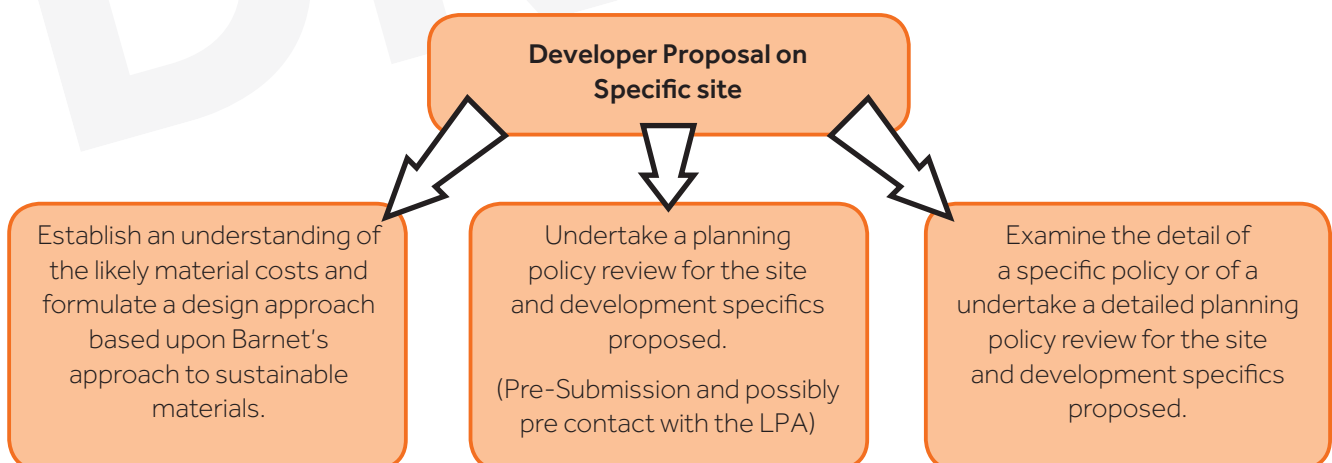 Developer Proposal on
Specific site
Establish an understanding of
the likely material costs and
formulate a design approach
based upon Barnet’s
approach to sustainable
materials.
Undertake a planning
policy review for the site
and development specifics
proposed.
(Pre-Submission and possibly
pre contact with the LPA)
Examine the detail of
a specific policy or of a
undertake a detailed planning
policy review for the site
and development specifics
proposed.